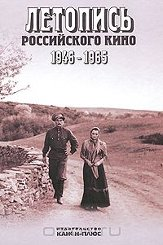 ЛЕТОПИСЬ
РОССИЙСКОГО КИНО
1946-1965
ИЗДАТЕЛЬСТВО
КАНОН-ПЛЮС